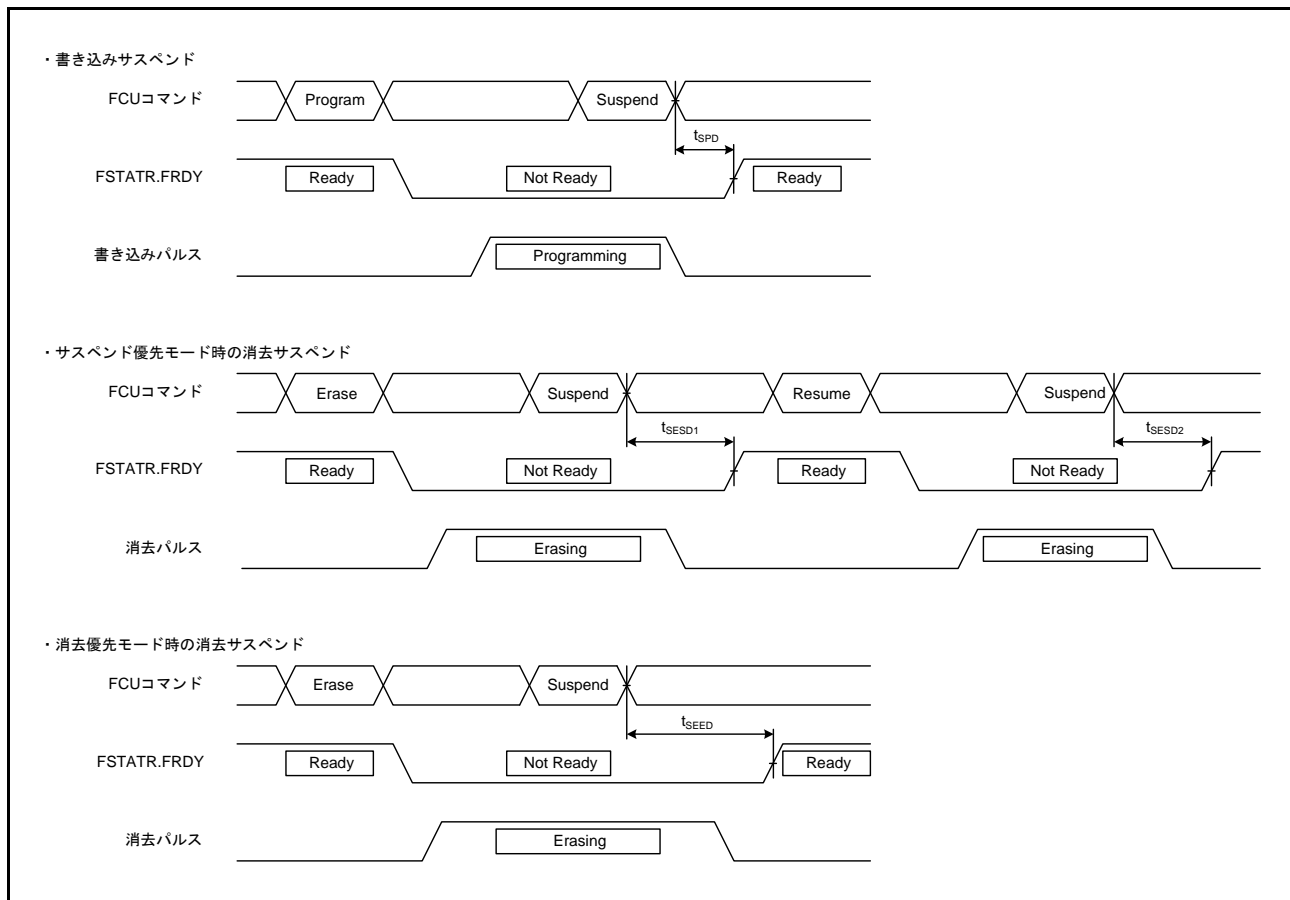 ・書き込みサスペンド
FCUコマンド Program Suspend
tSPD
FSTATR.FRDY Ready Not Ready Ready
書き込みパルス Programming
・サスペンド優先モード時の消去サスペンド
FCUコマンド Erase Suspend Resume Suspend
tSESD1 tSESD2
FSTATR.FRDY Ready Not Ready Ready Not Ready
消去パルス Erasing Erasing
・消去優先モード時の消去サスペンド
FCUコマンド Erase Suspend
tSEED
FSTATR.FRDY Ready Not Ready Ready
消去パルス Erasing